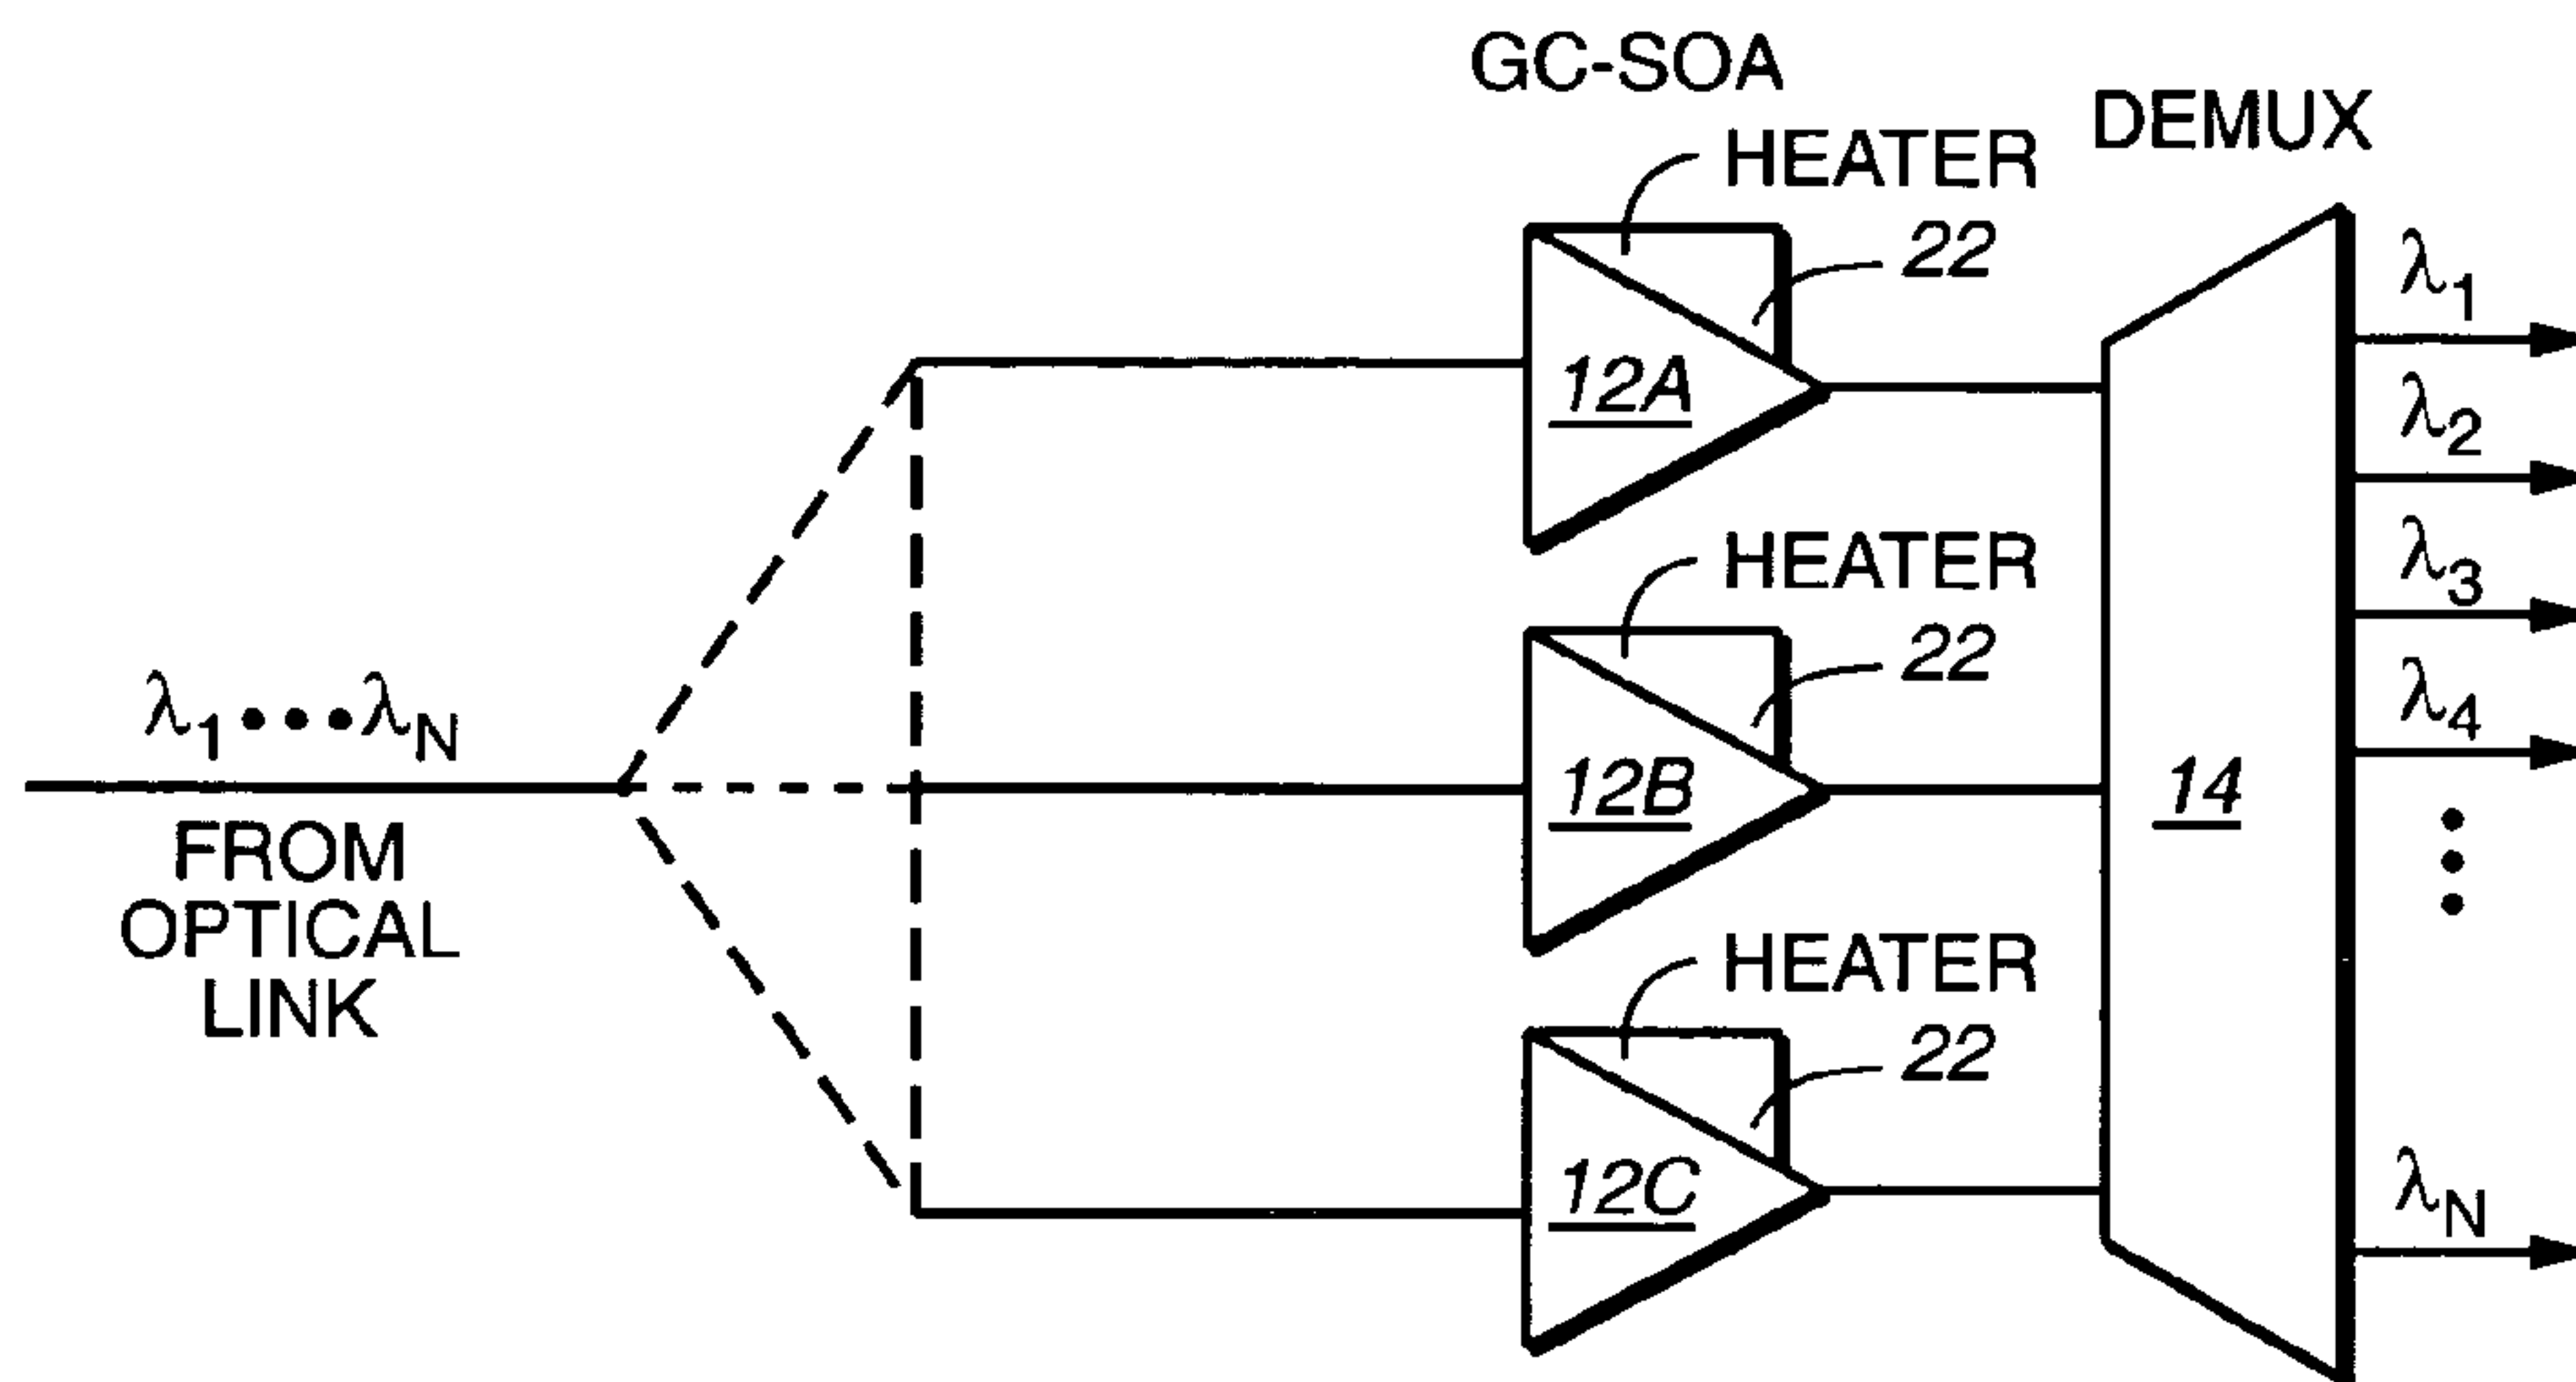 GC-SOA
DEMUX
HEATER
22
12A
HEATER
22
12B
HEATER
22
12C
14
λ1•••λN
FROM
OPTICAL
LINK
λ1
λ2
λ3
λ4
λN